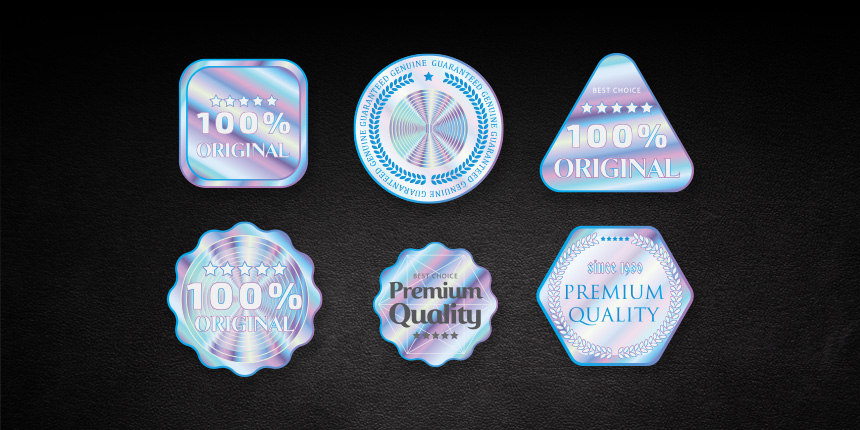 100%
ORIGINAL
GUARANTEED GENUINE GUARANTEED GENUINE GUARANTEED GENUINE GUARANTEED GENUINE
BEST CHOICE
100%
ORIGINAL
100%
ORIGINAL
BEST CHOICE
Premium
Quality
since 1989
PREMIUM
QUALITY